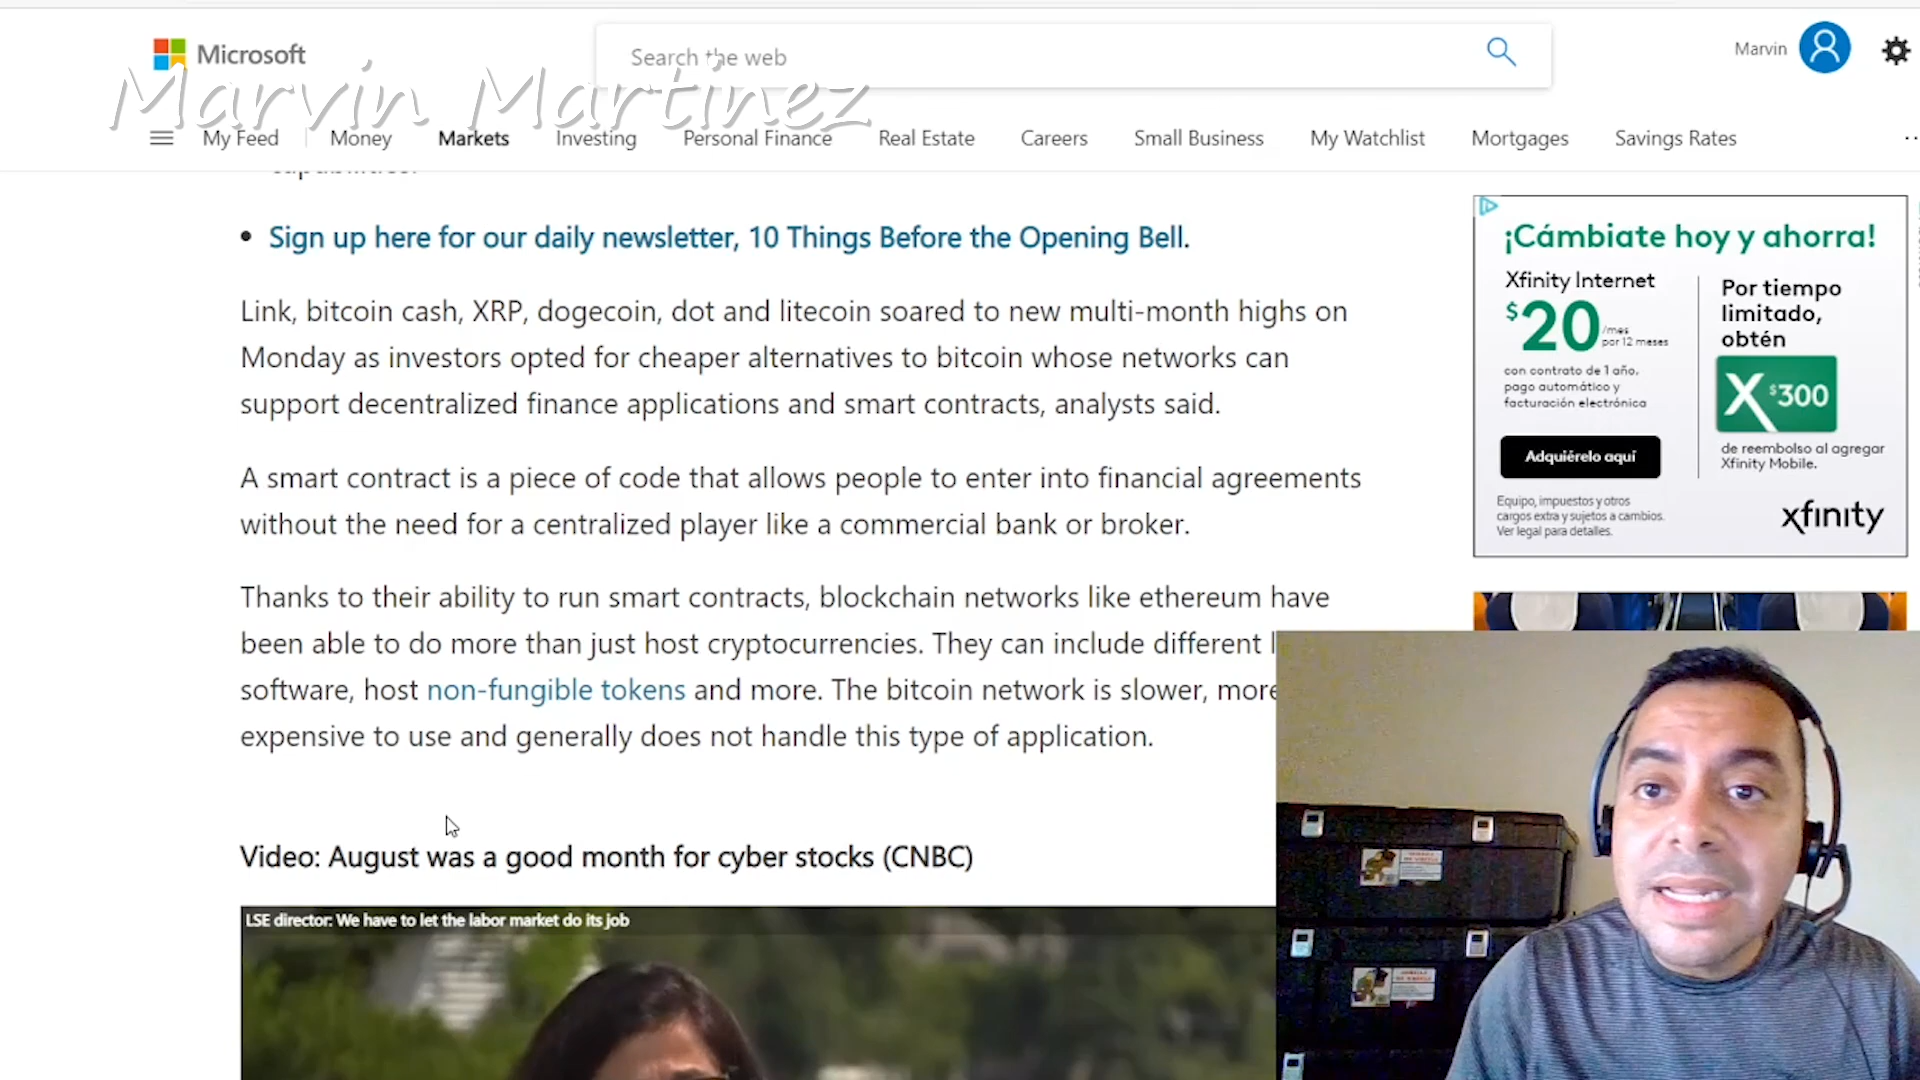 Microsoft
Search the web
Marvin
Marvin Martinez
My Feed
Money
Markets
Investing
Personal Finance
Real Estate
Careers
Small Business
My Watchlist
Mortgages
Savings Rates
capabilities.
Sign up here for our daily newsletter, 10 Things Before the Opening Bell.
Link, bitcoin cash, XRP, dogecoin, dot and litecoin soared to new multi-month highs on
Monday as investors opted for cheaper alternatives to bitcoin whose networks can
support decentralized finance applications and smart contracts, analysts said.
A smart contract is a piece of code that allows people to enter into financial agreements
without the need for a centralized player like a commercial bank or broker.
Thanks to their ability to run smart contracts, blockchain networks like ethereum have
been able to do more than just host cryptocurrencies. They can include different
software, host non-fungible tokens and more. The bitcoin network is slower, more
expensive to use and generally does not handle this type of application.
Video: August was a good month for cyber stocks (CNBC)
LSE director: We have to let the labor market do its job
¡Cámbiate hoy y ahorra!
Xfinity Internet
$20/mes
por 12 meses
con contrato de 1 año,
pago automático y
facturación electrónica
Adquiérelo aquí
Equipo, impuestos y otros
cargos extra y sujetos a cambios.
Ver legal para detalles.
Por tiempo
limitado,
obtén
X $300
de reembolso al agregar
Xfinity Mobile.
xfinity